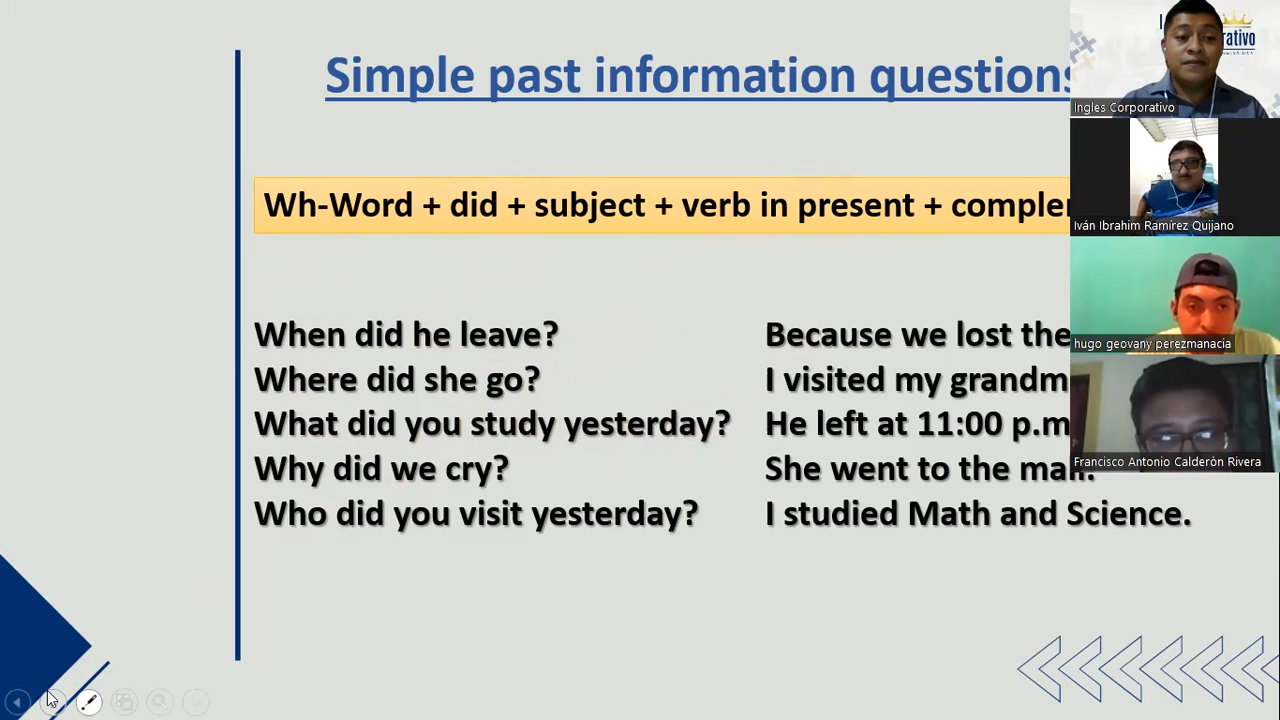 Simple past information questions
Wh-Word + did + subject + verb in present +
When did he leave?
Where did she go?
What did you study yesterday?
Why did we cry?
Who did you visit yesterday?
Because we lost the
I visited my
He left at 11:00 p.m
She went to the mall.
I studied Math and Science.
Ingles Corporativo
Iván Ibrahim Ramírez Quijano
hugo geovany perezmanacia
Francisco Antonio Calderòn Rivera